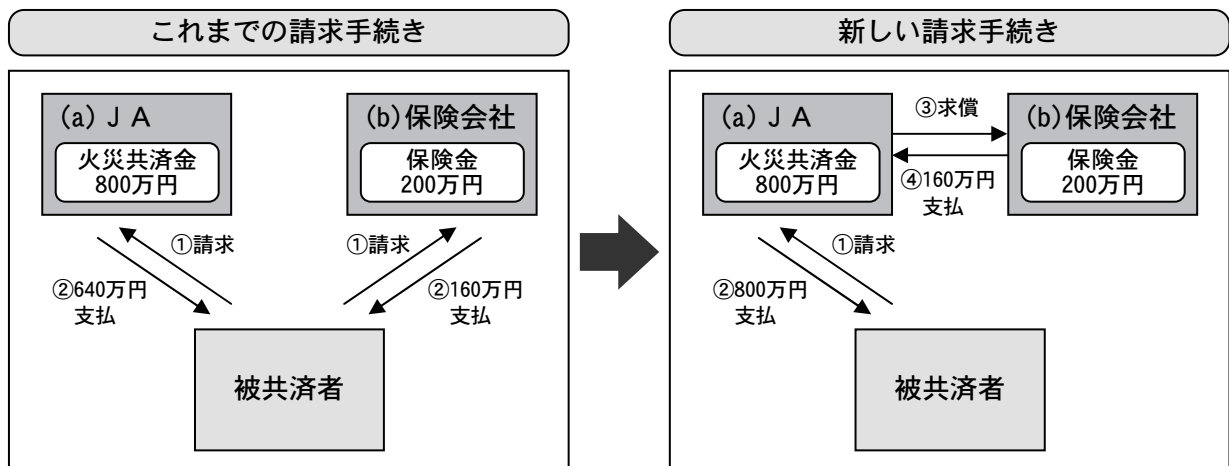 これまでの請求手続き
(a)ＪＡ
火災共済金
800万円
(b)保険会社
保険金
200万円
①請求
①請求
②640万円
支払
②160万円
支払
被共済者
新しい請求手続き
(a)ＪＡ
火災共済金
800万円
③求償
④160万円
支払
(b)保険会社
保険金
200万円
①請求
②800万円
支払
被共済者